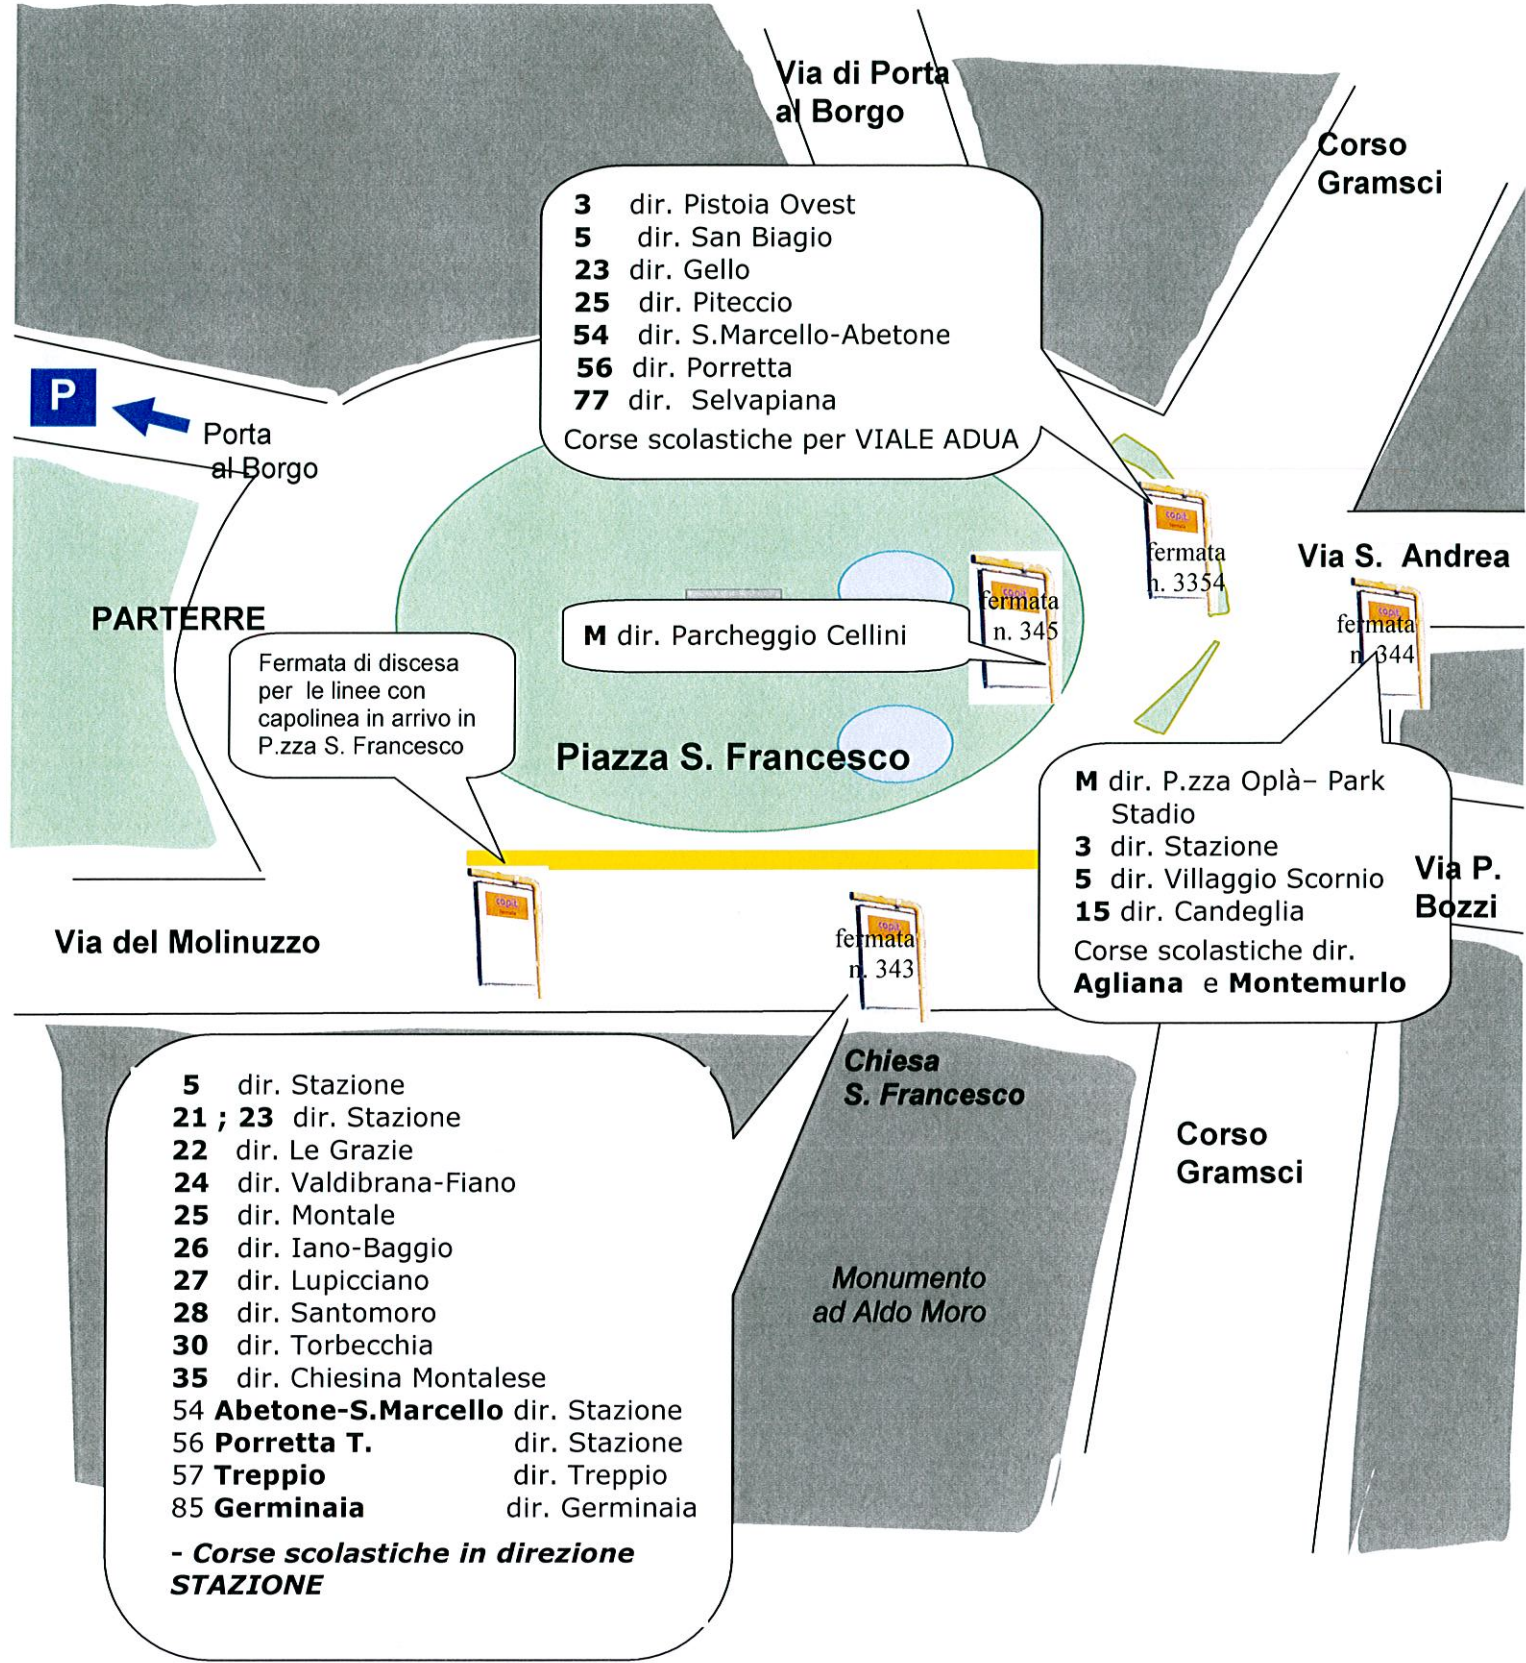 Via di Porta
al Borgo
Corso
Gramsci
3 dir. Pistoia Ovest
5 dir. San Biagio
23 dir. Gello
25 dir. Piteccio
54 dir. S.Marcello-Abetone
56 dir. Porretta
77 dir. Selvapiana
Corse scolastiche per VIALE ADUA
P
Porta
al Borgo
copit
fermata
n. 3354
Via S. Andrea
copit
fermata
n. 345
copit
fermata
n. 344
PARTERRE
M dir. Parcheggio Cellini
Fermata di discesa
per le linee con
capolinea in arrivo in
P.zza S. Francesco
Piazza S. Francesco
M dir. P.zza Oplà– Park
Stadio
3 dir. Stazione
5 dir. Villaggio Scornio
15 dir. Candeglia
Corse scolastiche dir.
Agliana e Montemurlo
Via P.
Bozzi
copit
Via del Molinuzzo
copit
fermata
n. 343
Chiesa
S. Francesco
5 dir. Stazione
21 ; 23 dir. Stazione
22 dir. Le Grazie
24 dir. Valdibrana-Fiano
25 dir. Montale
26 dir. Iano-Baggio
27 dir. Lupicciano
28 dir. Santomoro
30 dir. Torbecchia
35 dir. Chiesina Montalese
54 Abetone-S.Marcello dir. Stazione
56 Porretta T. dir. Stazione
57 Treppio dir. Treppio
85 Germinaia dir. Germinaia
- Corse scolastiche in direzione
STAZIONE
Corso
Gramsci
Monumento
ad Aldo Moro